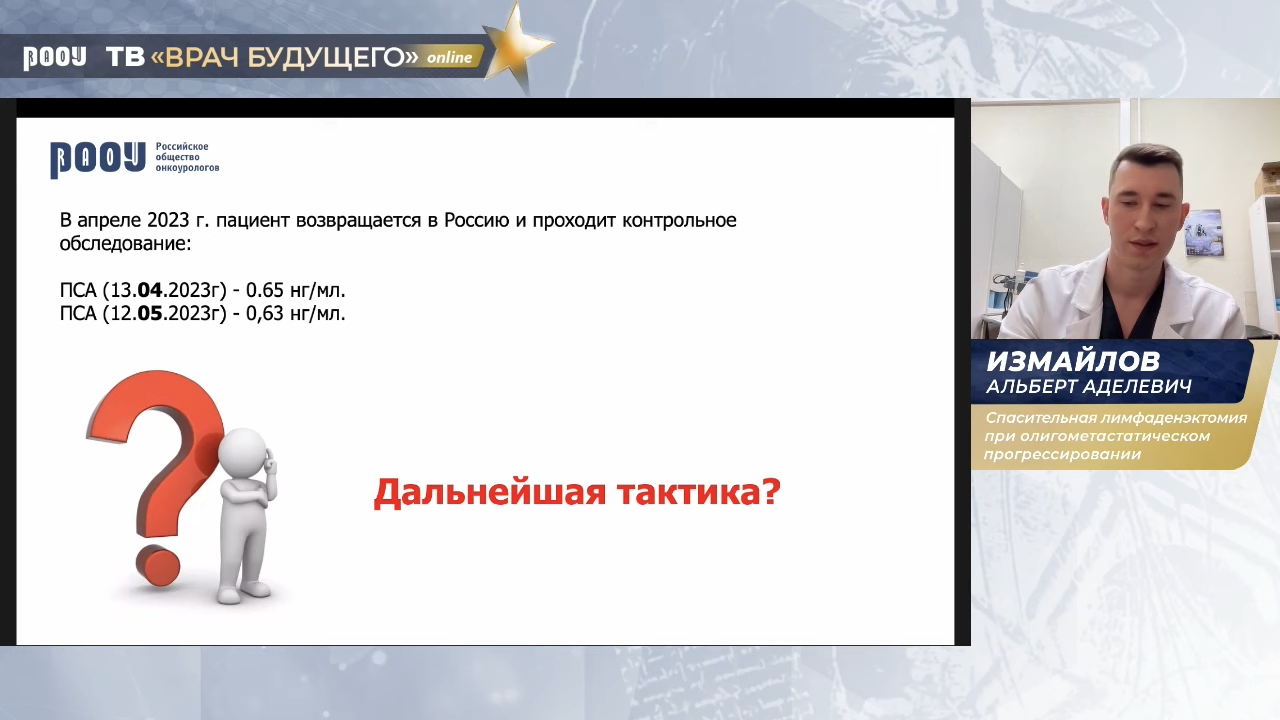 РООУ ТВ «ВРАЧ БУДУЩЕГО» online
РООУ
RAOU
Российское
общество
онкоурологов
В апреле 2023 г. пациент возвращается в Россию и проходит контрольное
обследование:
ПСА (13.04.2023г) - 0.65 нг/мл.
ПСА (12.05.2023г) - 0,63 нг/мл.
Дальнейшая тактика?
ИЗМАЙЛОВ
АЛЬБЕРТ АДЕЛЕВИЧ
Спасительная лимфаденэктомия
при олигометастатическом
прогрессировании